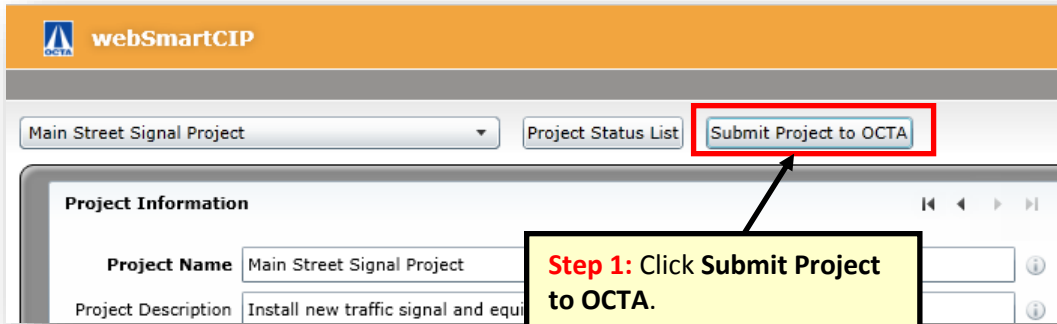 OCTA
webSmartCIP
Main Street Signal Project
Project Status List
Submit Project to OCTA
Project Information
Project Name
Main Street Signal Project
Step 1: Click Submit Project
to OCTA.
Project Description
Install new traffic signal and equi